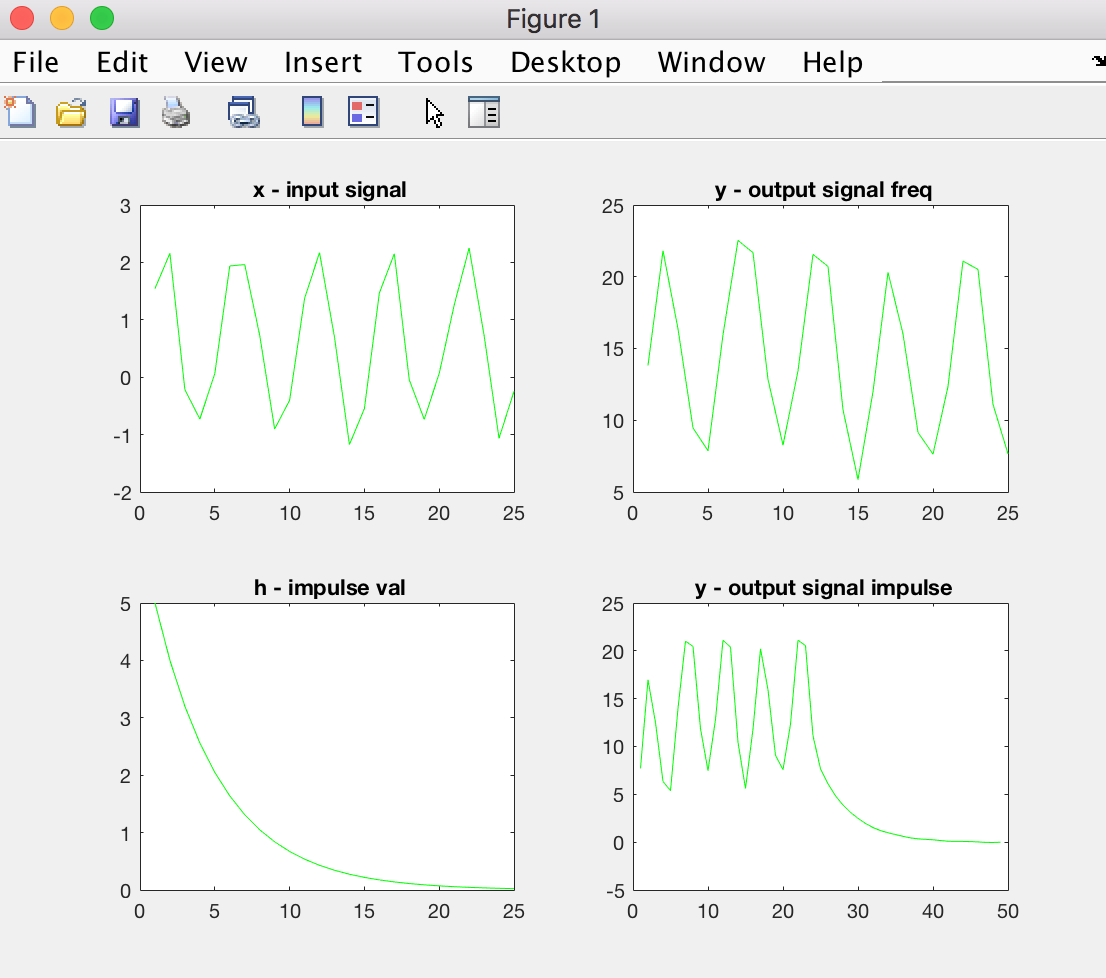 Figure 1
File Edit View Insert Tools Desktop Window Help
x - input signal
3
2
1
0
-1
-2
0 5 10 15 20 25
y - output signal freq
25
20
15
10
5
0 5 10 15 20 25
h - impulse val
5
4
3
2
1
0
0 5 10 15 20 25
y - output signal impulse
25
20
15
10
5
0
-5
0 10 20 30 40 50